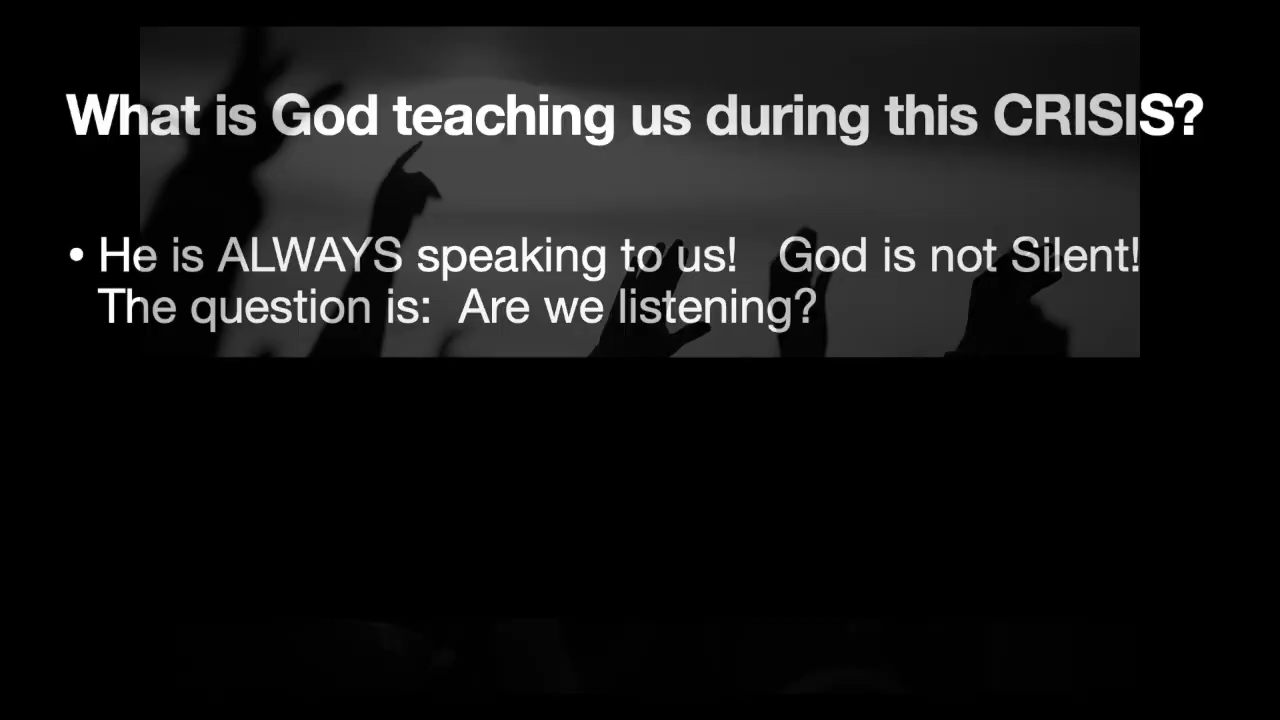 What is God teaching us during this CRISIS?
• He is ALWAYS speaking to us! God is not Silent!
The question is: Are we listening?